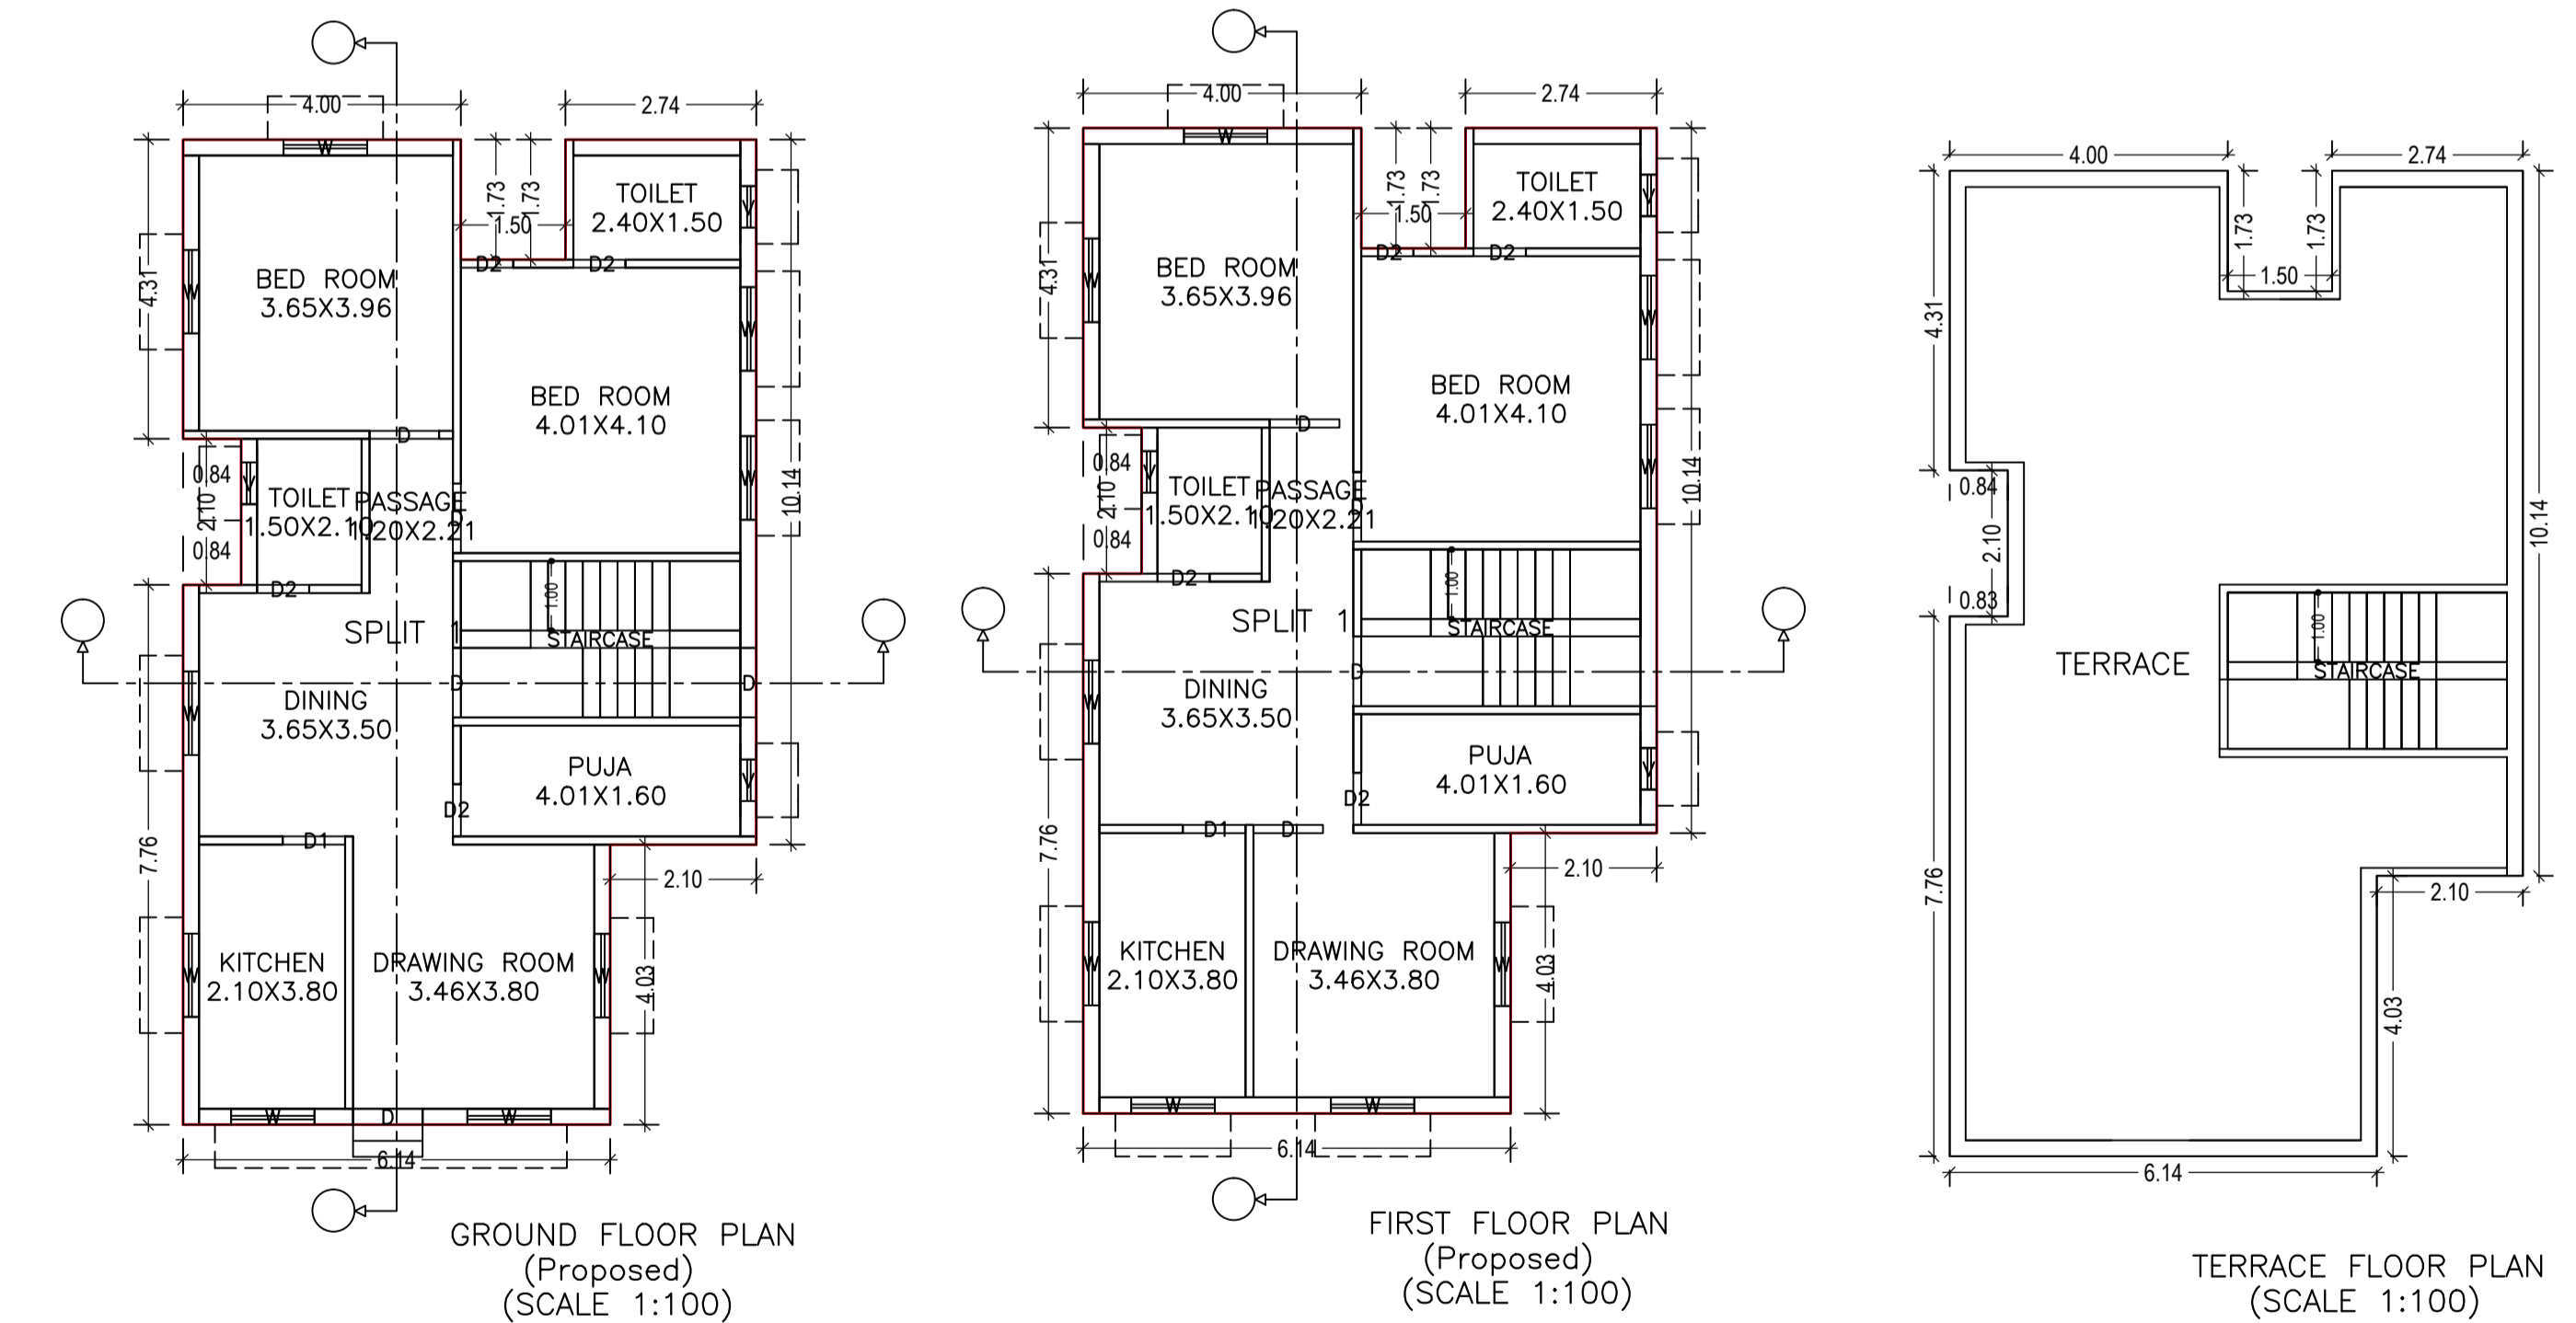 4.00
2.74
W
TOILET
2.40X1.50
1.73
1.73
1.50
D2
D2
BED ROOM
3.65X3.96
4.31
W
W
BED ROOM
4.01X4.10
W
10.14
D
0.84
2.10
0.84
TOILET
1.50X2.10
PASSAGE
1.20X2.21
D
D2
1.00
SPLIT 1
STAIRCASE
D
D
W
DINING
3.65X3.50
PUJA
4.01X1.60
D2
D1
7.76
2.10
W
KITCHEN
2.10X3.80
DRAWING ROOM
3.46X3.80
W
4.03
W
D
W
6.14
GROUND FLOOR PLAN
(Proposed)
(SCALE 1:100)
4.00
2.74
W
TOILET
2.40X1.50
1.73
1.73
1.50
D2
D2
BED ROOM
3.65X3.96
4.31
W
W
BED ROOM
4.01X4.10
W
10.14
D
0.84
2.10
0.84
TOILET
1.50X2.10
PASSAGE
1.20X2.21
D2
1.00
SPLIT 1
STAIRCASE
D
W
DINING
3.65X3.50
PUJA
4.01X1.60
D2
D1
D
7.76
2.10
W
KITCHEN
2.10X3.80
DRAWING ROOM
3.46X3.80
W
4.03
W
W
6.14
FIRST FLOOR PLAN
(Proposed)
(SCALE 1:100)
4.00
2.74
1.73
1.73
1.50
4.31
0.84
2.10
0.83
10.14
1.00
TERRACE
STAIRCASE
7.76
2.10
4.03
6.14
TERRACE FLOOR PLAN
(SCALE 1:100)